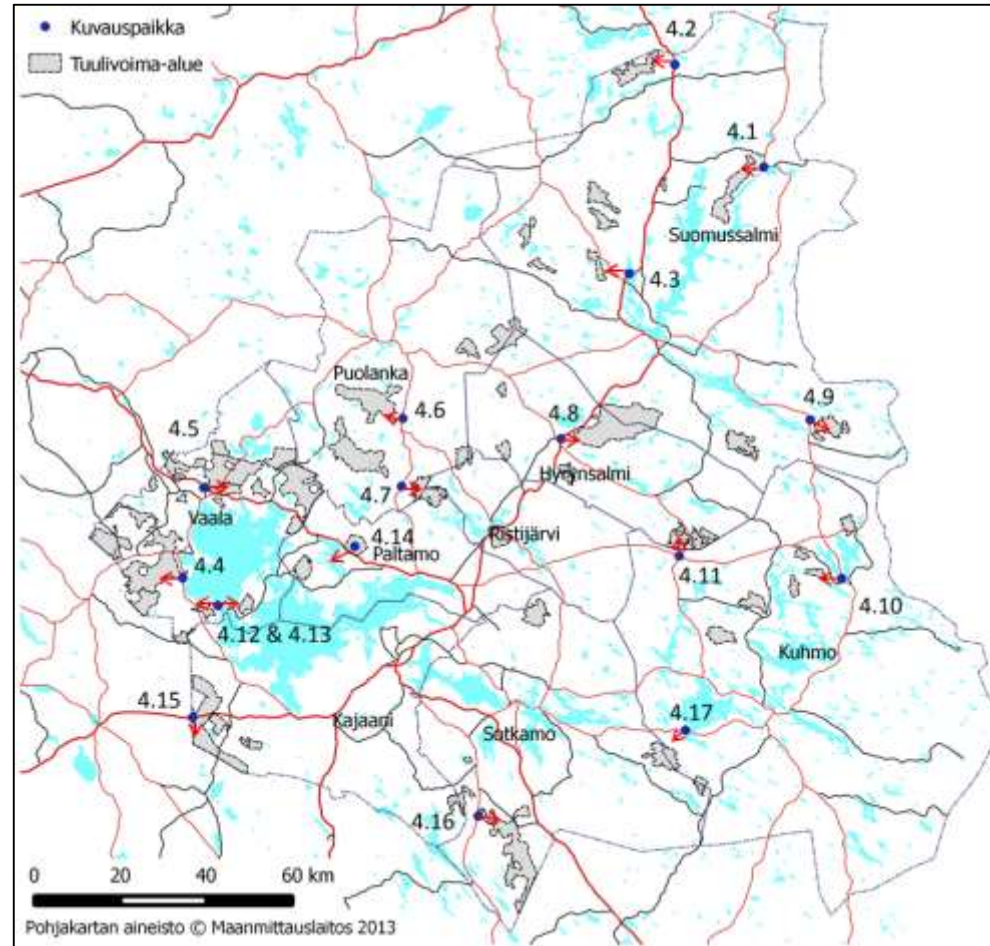 Kuvauspaikka
Tuulivoima-alue
4.2
4.1
Suomussalmi
4.3
Puolanka
4.6
4.8
4.9
4.5
Hyrynsalmi
4.7
Vaala
4.14
Ristijärvi
Paltamo
4.4
4.11
4.10
4.12 & 4.13
Kuhmo
4.15
Kajaani
Sotkamo
4.17
4.16
0 20 40 60 km
Pohjakartan aineisto © Maanmittauslaitos 2013